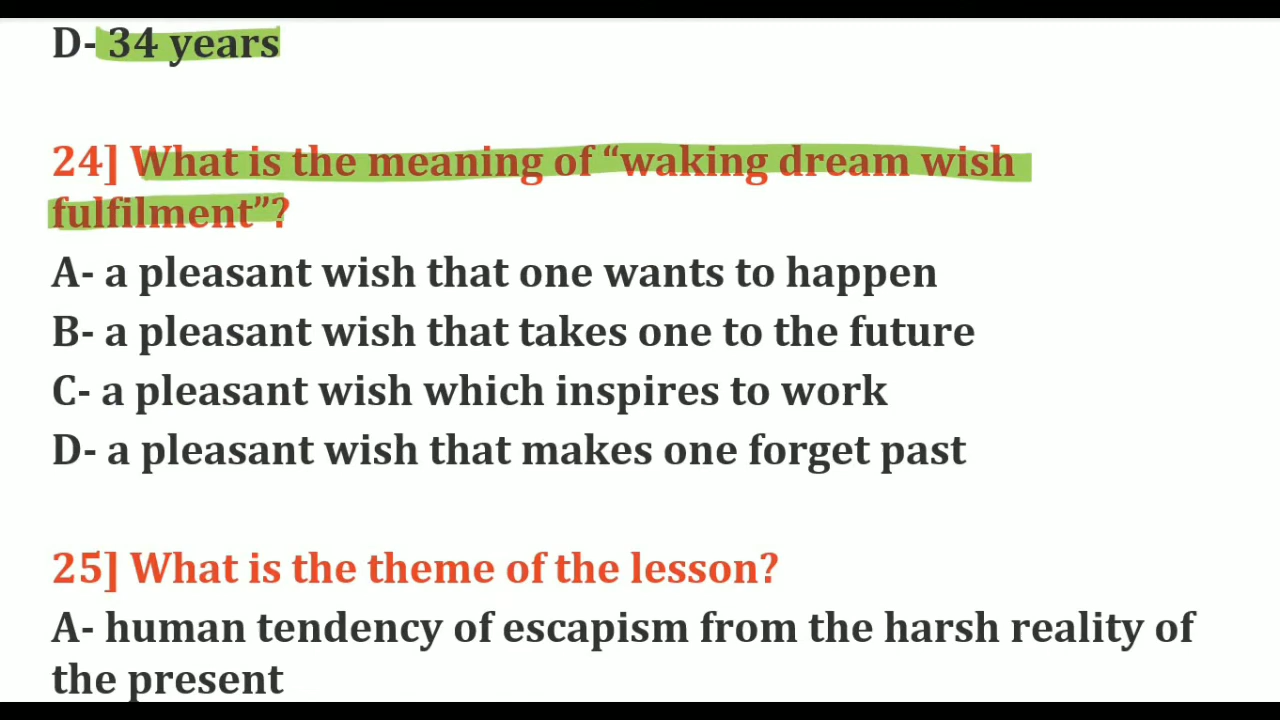 D- 34 years
24] What is the meaning of “waking dream wish
fulfilment”?
A- a pleasant wish that one wants to happen
B- a pleasant wish that takes one to the future
C- a pleasant wish which inspires to work
D- a pleasant wish that makes one forget past
25] What is the theme of the lesson?
A- human tendency of escapism from the harsh reality of
the present